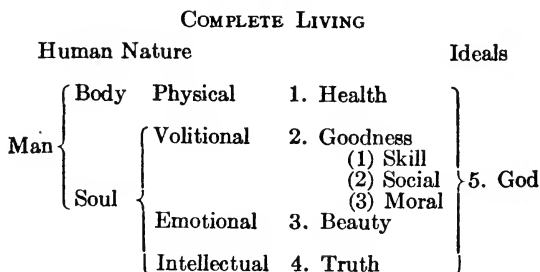 COMPLETE LIVING
Human Nature Ideals
Body Physical 1. Health
Volitional 2. Goodness
(1) Skill
Man (2) Social 5. God
Soul (3) Moral
Emotional 3. Beauty
Intellectual 4. Truth